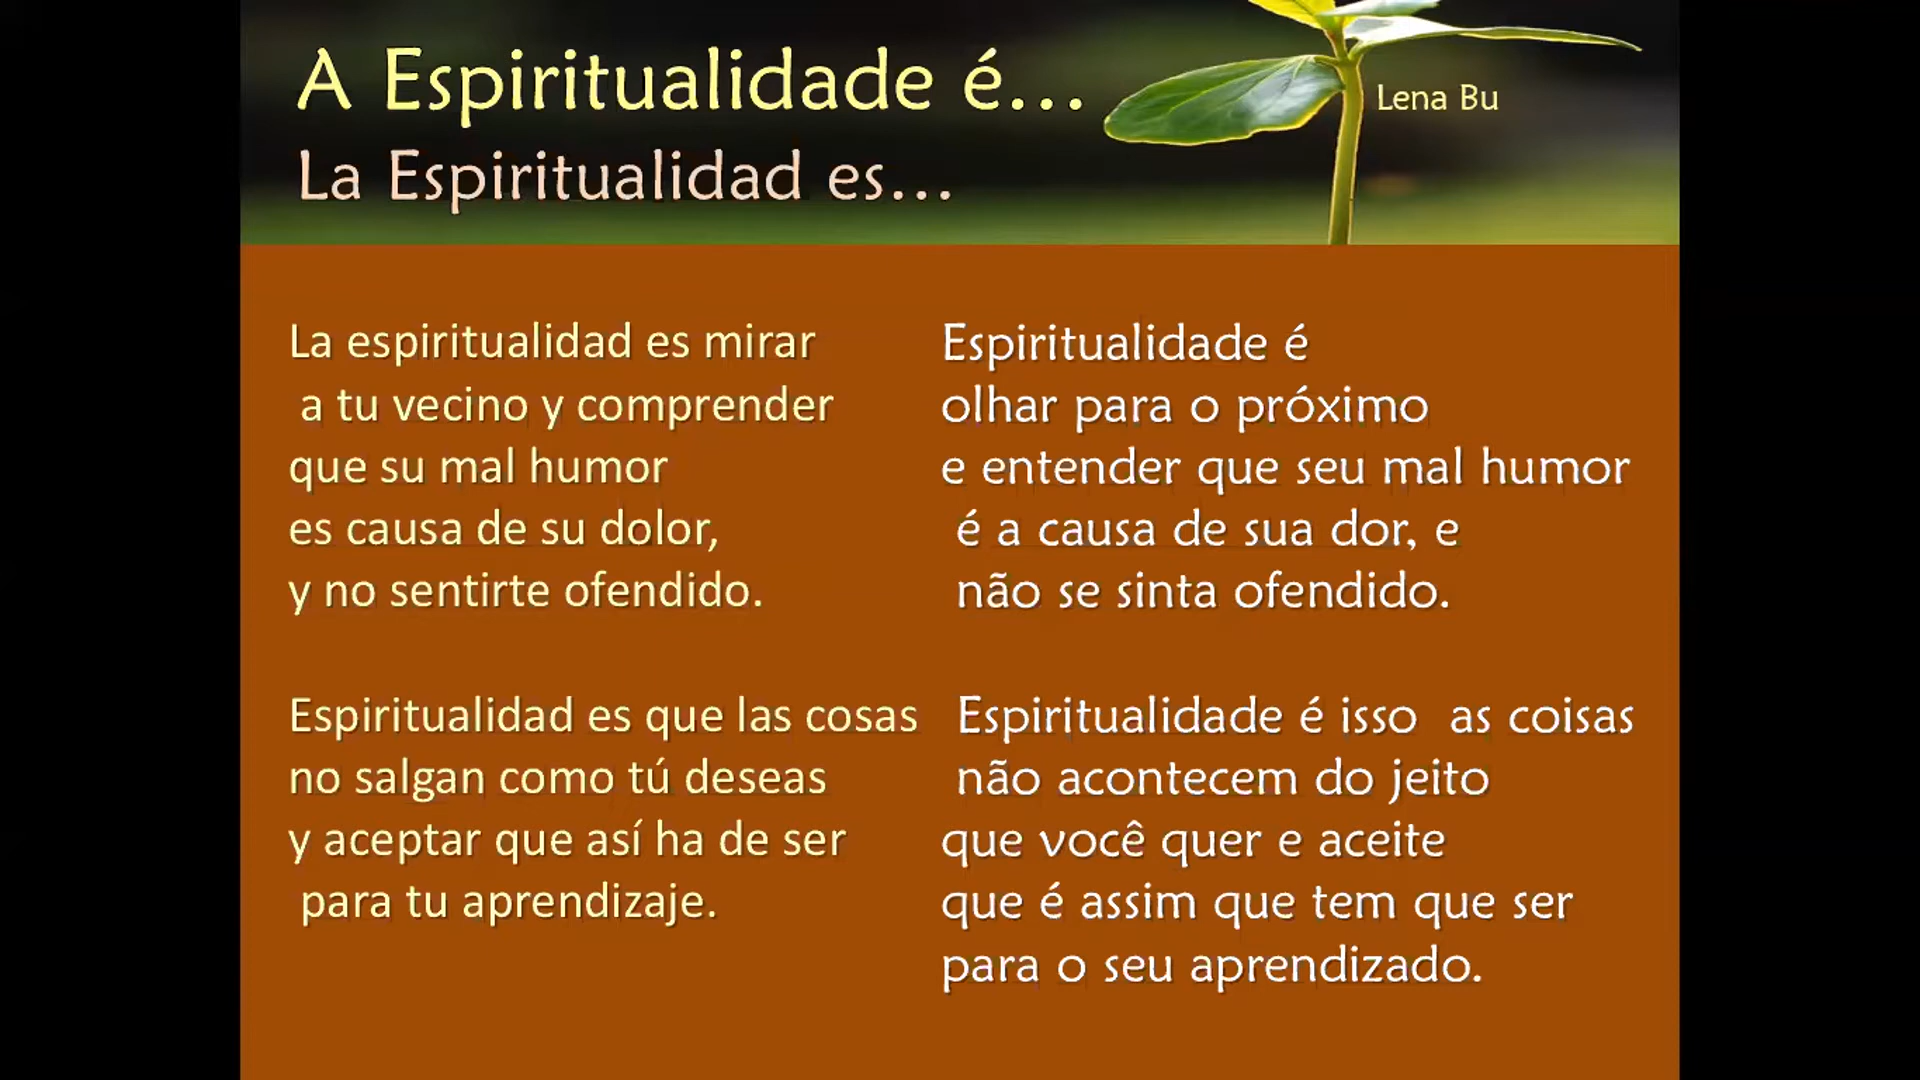 A Espiritualidade é...
Lena Bu
La Espiritualidad es...
La espiritualidad es mirar
a tu vecino y comprender
que su mal humor
es causa de su dolor,
y no sentirte ofendido.
Espiritualidad es que las cosas
no salgan como tú deseas
y aceptar que así ha de ser
para tu aprendizaje.
Espiritualidade é
olhar para o próximo
e entender que seu mal humor
é a causa de sua dor, e
não se sinta ofendido.
Espiritualidade é isso as coisas
não acontecem do jeito
que você quer e aceite
que é assim que tem que ser
para o seu aprendizado.